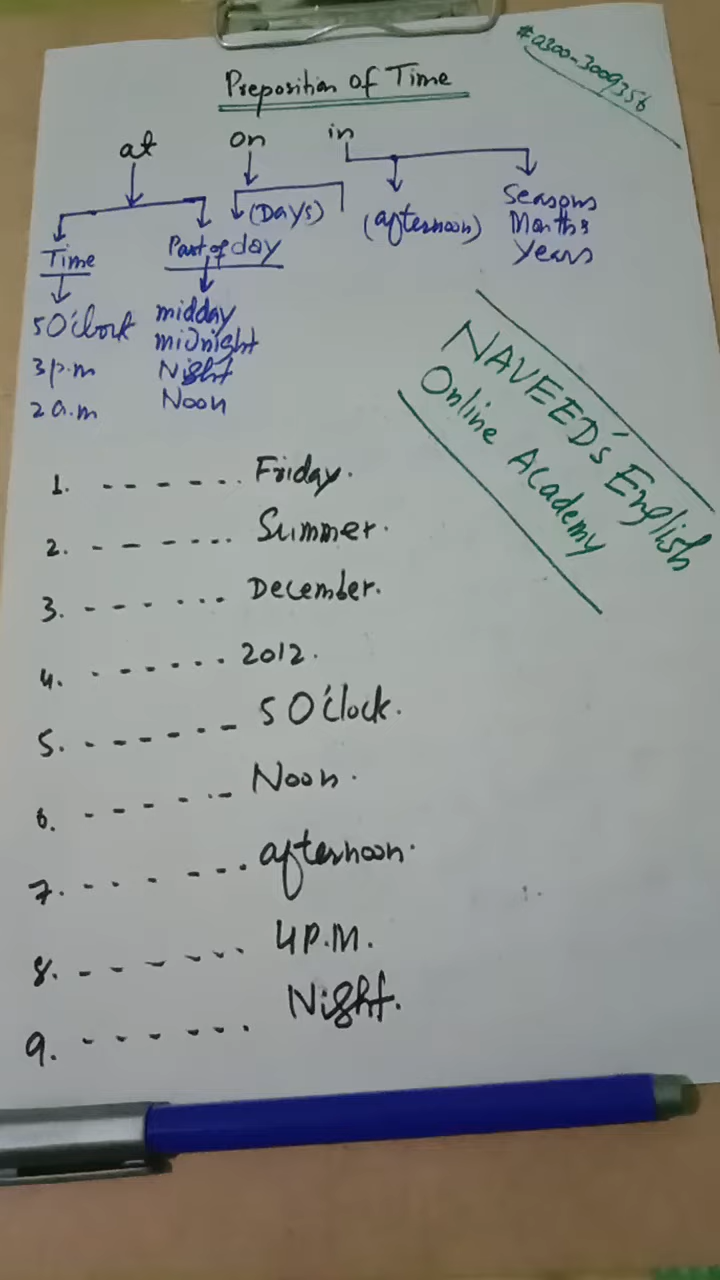 #0300-3009356
Preposition of Time
at on in
(Days) (afternoon) Seasons
Months
Years
Time Part of day
5 O'clock midday
midnight
3 p.m Night
2 a.m Noon
NAVEED's English
Online Academy
1. - - - - - - Friday.
2. - - - - - - Summer.
3. - - - - - - December.
4. - - - - - - 2012.
5. - - - - - - - 5 O'clock.
6. - - - - - - Noon.
7. - - - - - - afternoon.
8. - - - - - - 4 P.M.
9. - - - - - - - Night.